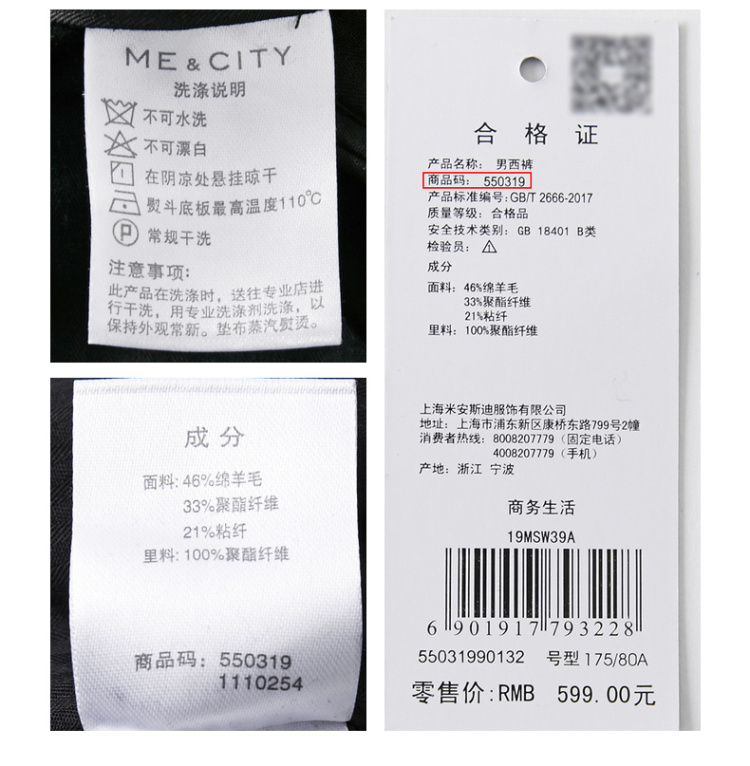 ME & CITY
洗涤说明
不可水洗
不可漂白
在阴凉处悬挂晾干
熨斗底板最高温度110℃
P 常规干洗
注意事项:
此产品在洗涤时，送往专业店进
行干洗，用专业洗涤剂洗涤，以
保持外观常新。垫布蒸汽熨烫。
成分
面料: 46%绵羊毛
33%聚酯纤维
21%粘纤
里料: 100%聚酯纤维
商品码: 550319
1110254
合格证
产品名称: 男西裤
商品码: 550319
产品标准编号:GB/T 2666-2017
质量等级: 合格品
安全技术类别: GB 18401 B类
检验员:
成分
面料: 46%绵羊毛
33%聚酯纤维
21%粘纤
里料: 100%聚酯纤维
上海米安斯迪服饰有限公司
地址: 上海市浦东新区康桥东路799号2幢
消费者热线: 8008207779 (固定电话)
4008207779 (手机)
产地: 浙江 宁波
商务生活
19MSW39A
6 901917 793228
55031990132 号型 175/80A
零售价: RMB 599.00元